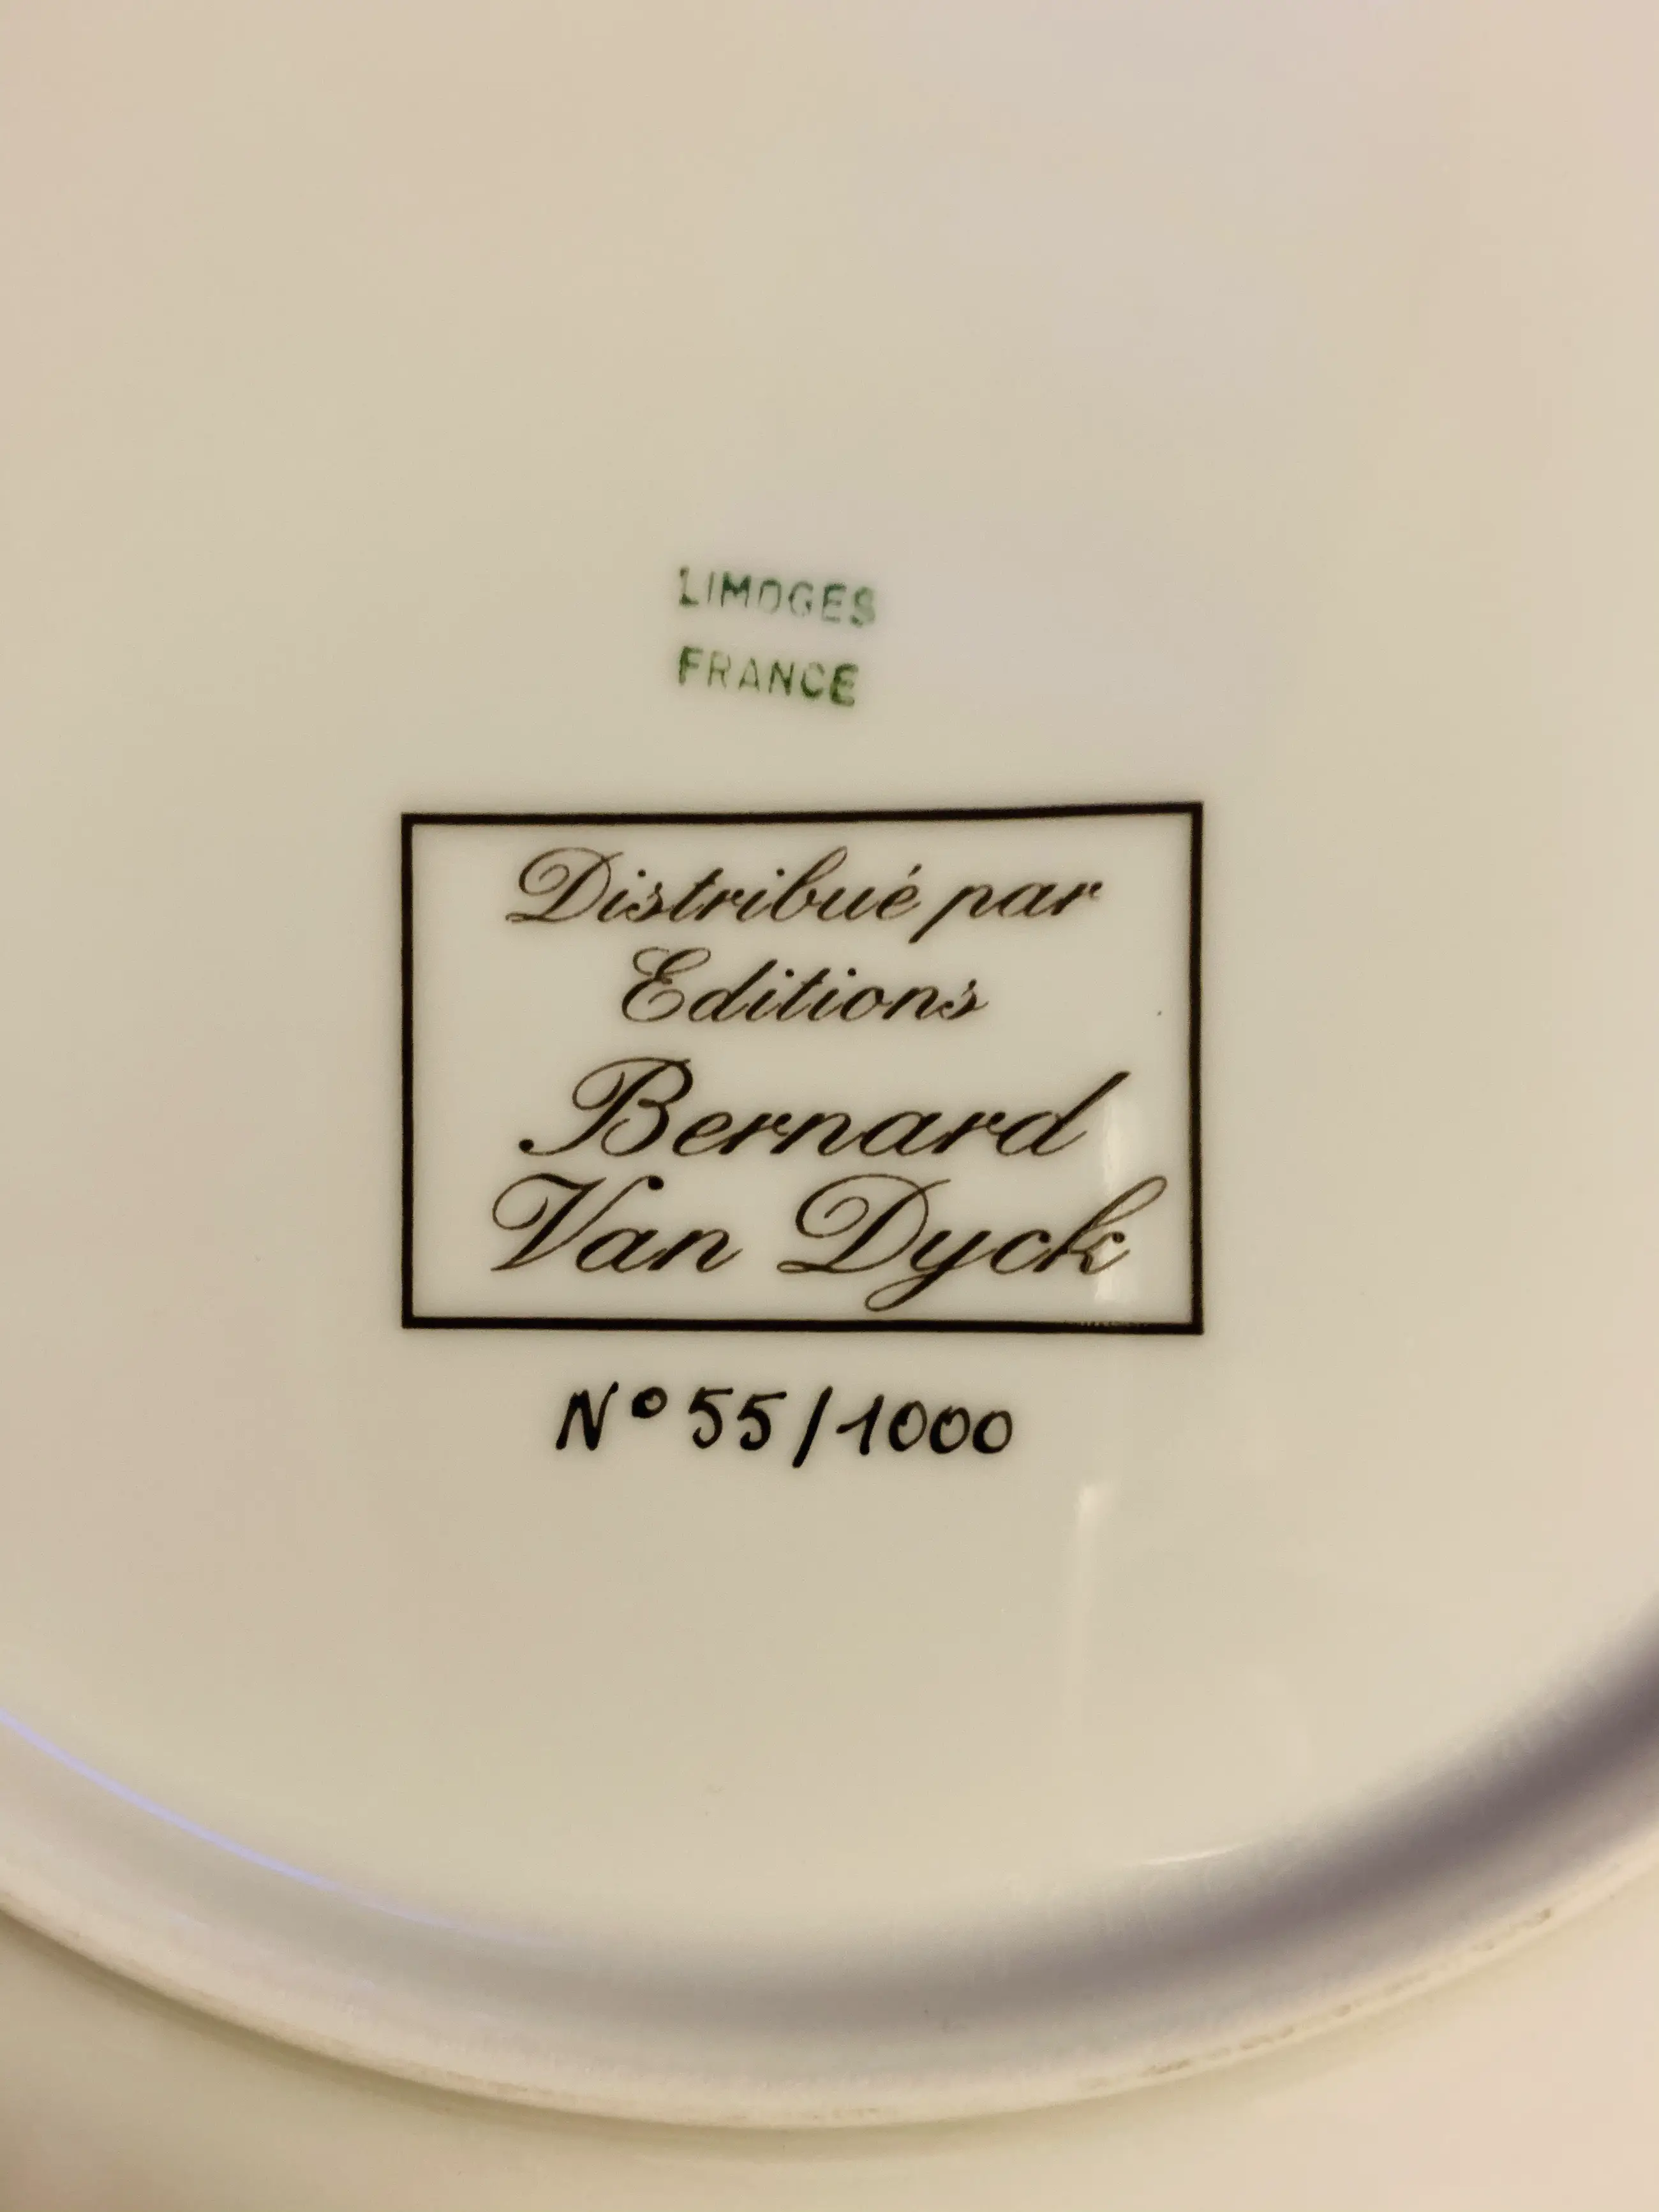 LIMOGES
FRANCE
Distribué par
Editions
Bernard
Van Dyck
N° 55/1000